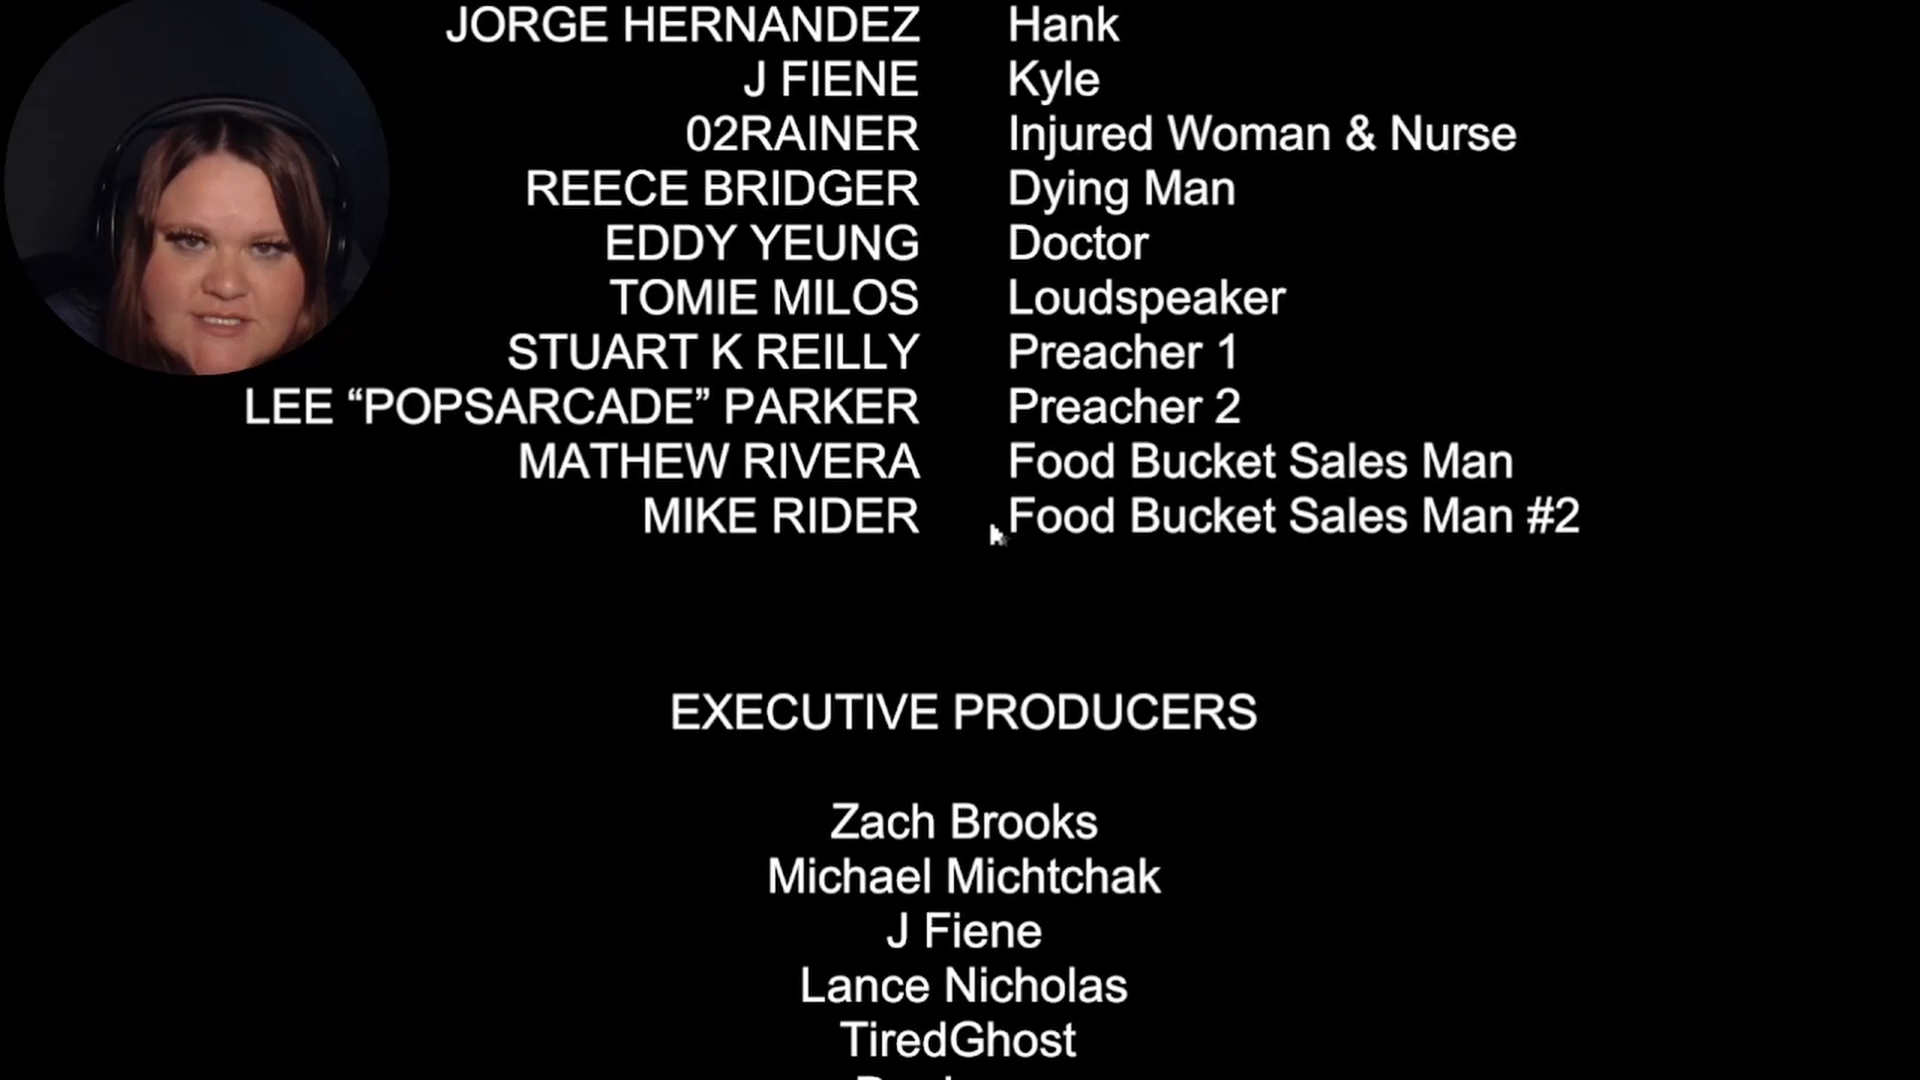 JORGE HERNANDEZ Hank
J FIENE Kyle
02RAINER Injured Woman & Nurse
REECE BRIDGER Dying Man
EDDY YEUNG Doctor
TOMIE MILOS Loudspeaker
STUART K REILLY Preacher 1
LEE “POPSARCADE” PARKER Preacher 2
MATHEW RIVERA Food Bucket Sales Man
MIKE RIDER Food Bucket Sales Man #2
EXECUTIVE PRODUCERS
Zach Brooks
Michael Michtchak
J Fiene
Lance Nicholas
TiredGhost